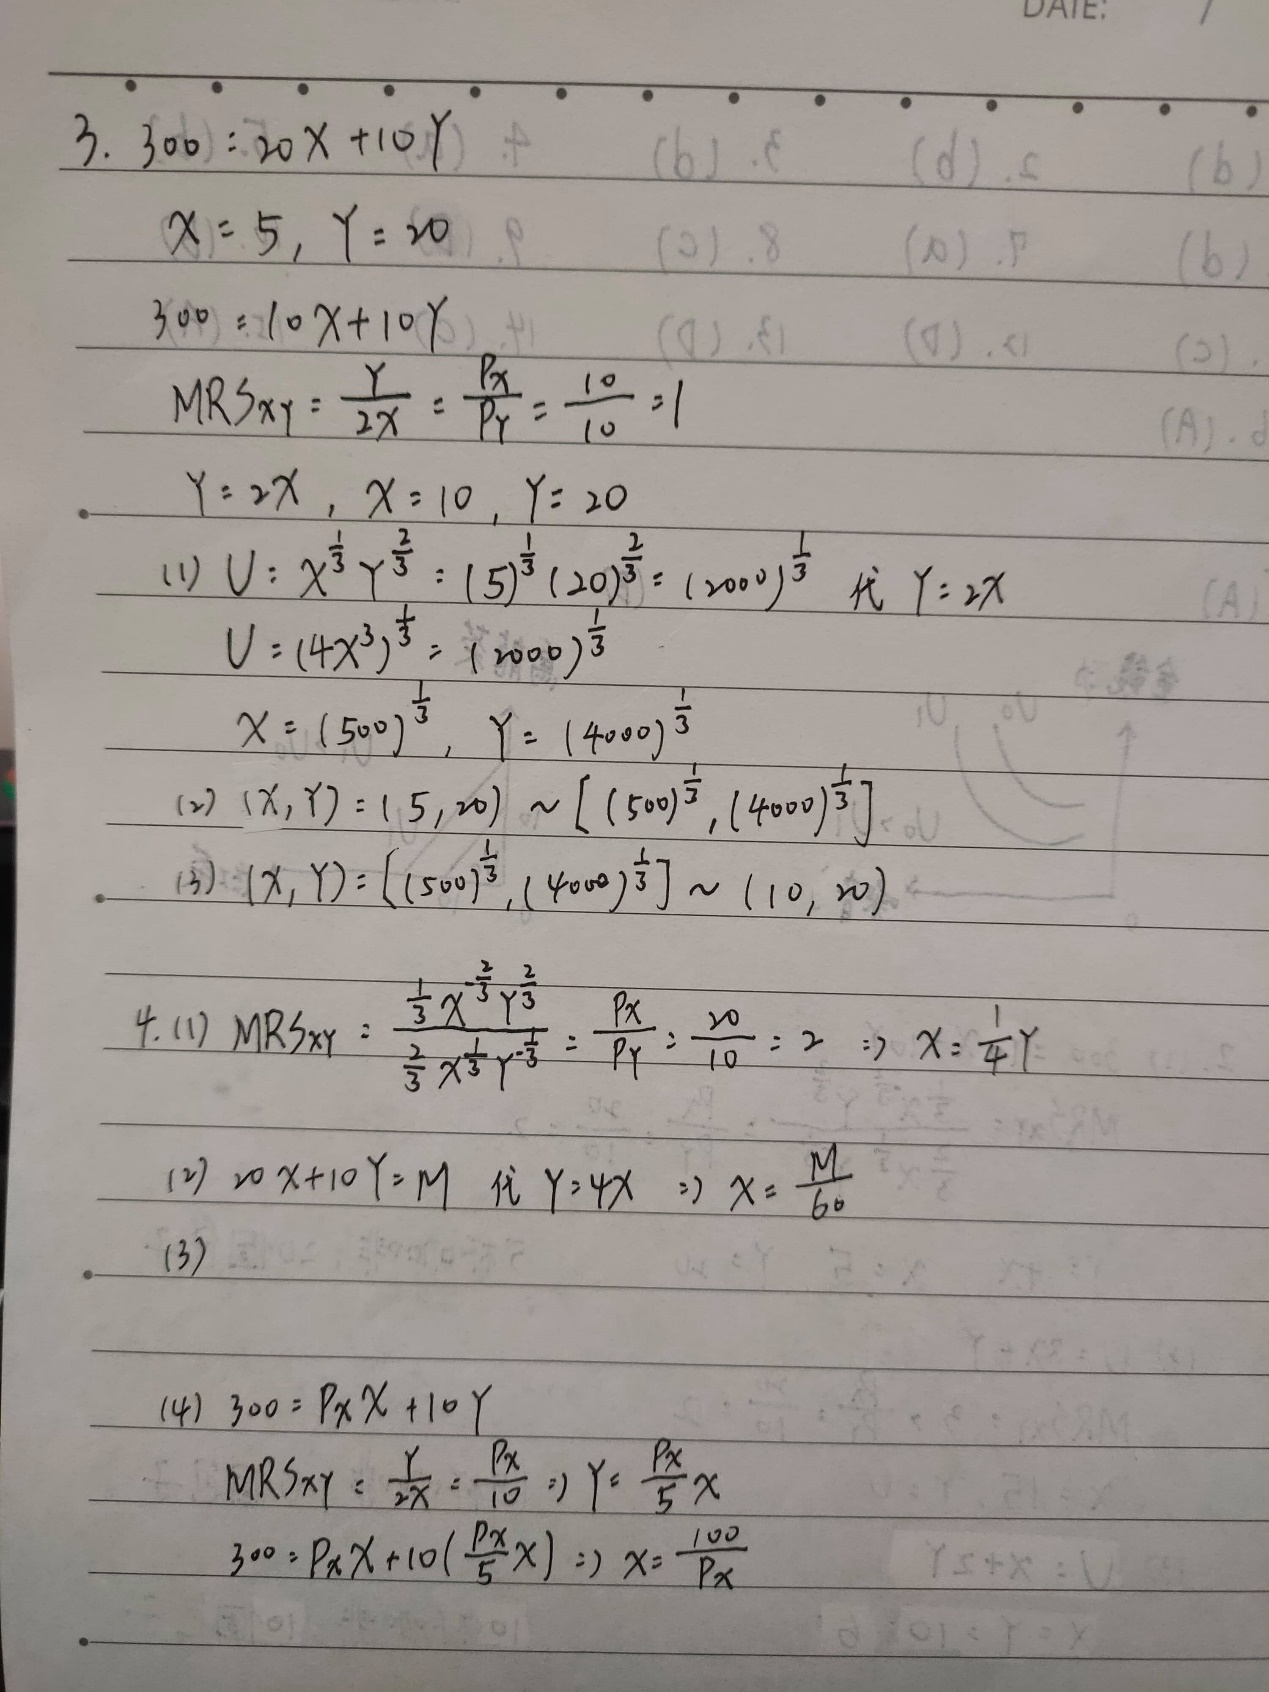 DATE: /
3. 300 = 20X + 10Y
X = 5, Y = 20
300 = 10X + 10Y
MRSxy = Y/2X = Px/PY = 10/10 = 1
Y = 2X, X = 10, Y = 20
(1) U = X^(1/3) Y^(2/3) = (5)^(1/3) (20)^(2/3) = (2000)^(1/3) 代 Y = 2X
U = (4X^3)^(1/3) = (2000)^(1/3)
X = (500)^(1/3), Y = (4000)^(1/3)
(2) (X, Y) = (5, 20) ~ [(500)^(1/3), (4000)^(1/3)]
(3) (X, Y) = [(500)^(1/3), (4000)^(1/3)] ~ (10, 20)
4. (1) MRSxy = (1/3 X^(-2/3) Y^(2/3))/(2/3 X^(1/3) Y^(-1/3)) = Px/PY = 20/10 = 2 => X = 1/4 Y
(2) 20X + 10Y = M 代 Y = 4X => X = M/60
(3)
(4) 300 = PxX + 10Y
MRSxy = Y/2X = Px/10 => Y = Px/5 X
300 = PxX + 10(Px/5 X) => X = 100/Px